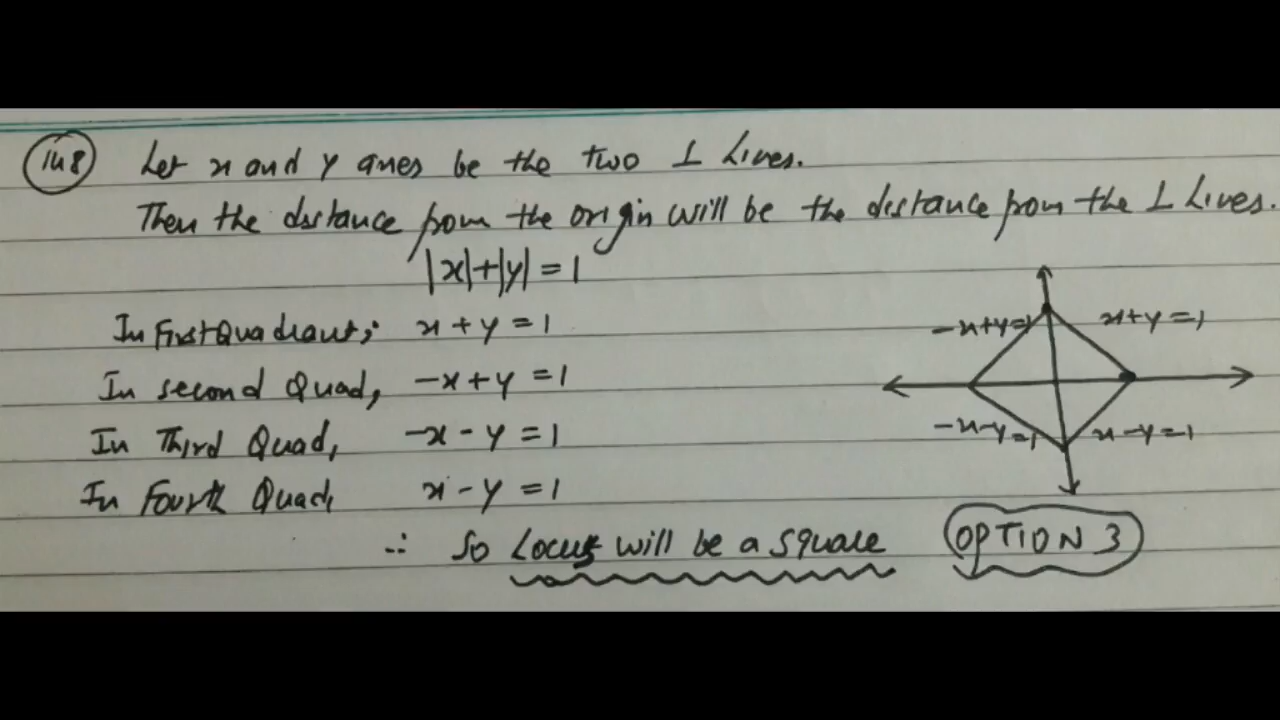 148 Let x and y axes be the two ⊥ Lines.
Then the distance from the origin will be the distance from the ⊥ Lines.
|x|+|y| = 1
In First Quadrant; x + y = 1
In second Quad, -x + y = 1
In Third Quad, -x - y = 1
In Fourth Quad, x - y = 1
∴ So Locus will be a square
OPTION 3
-x+y=1
x+y=1
-x-y=1
x-y=1